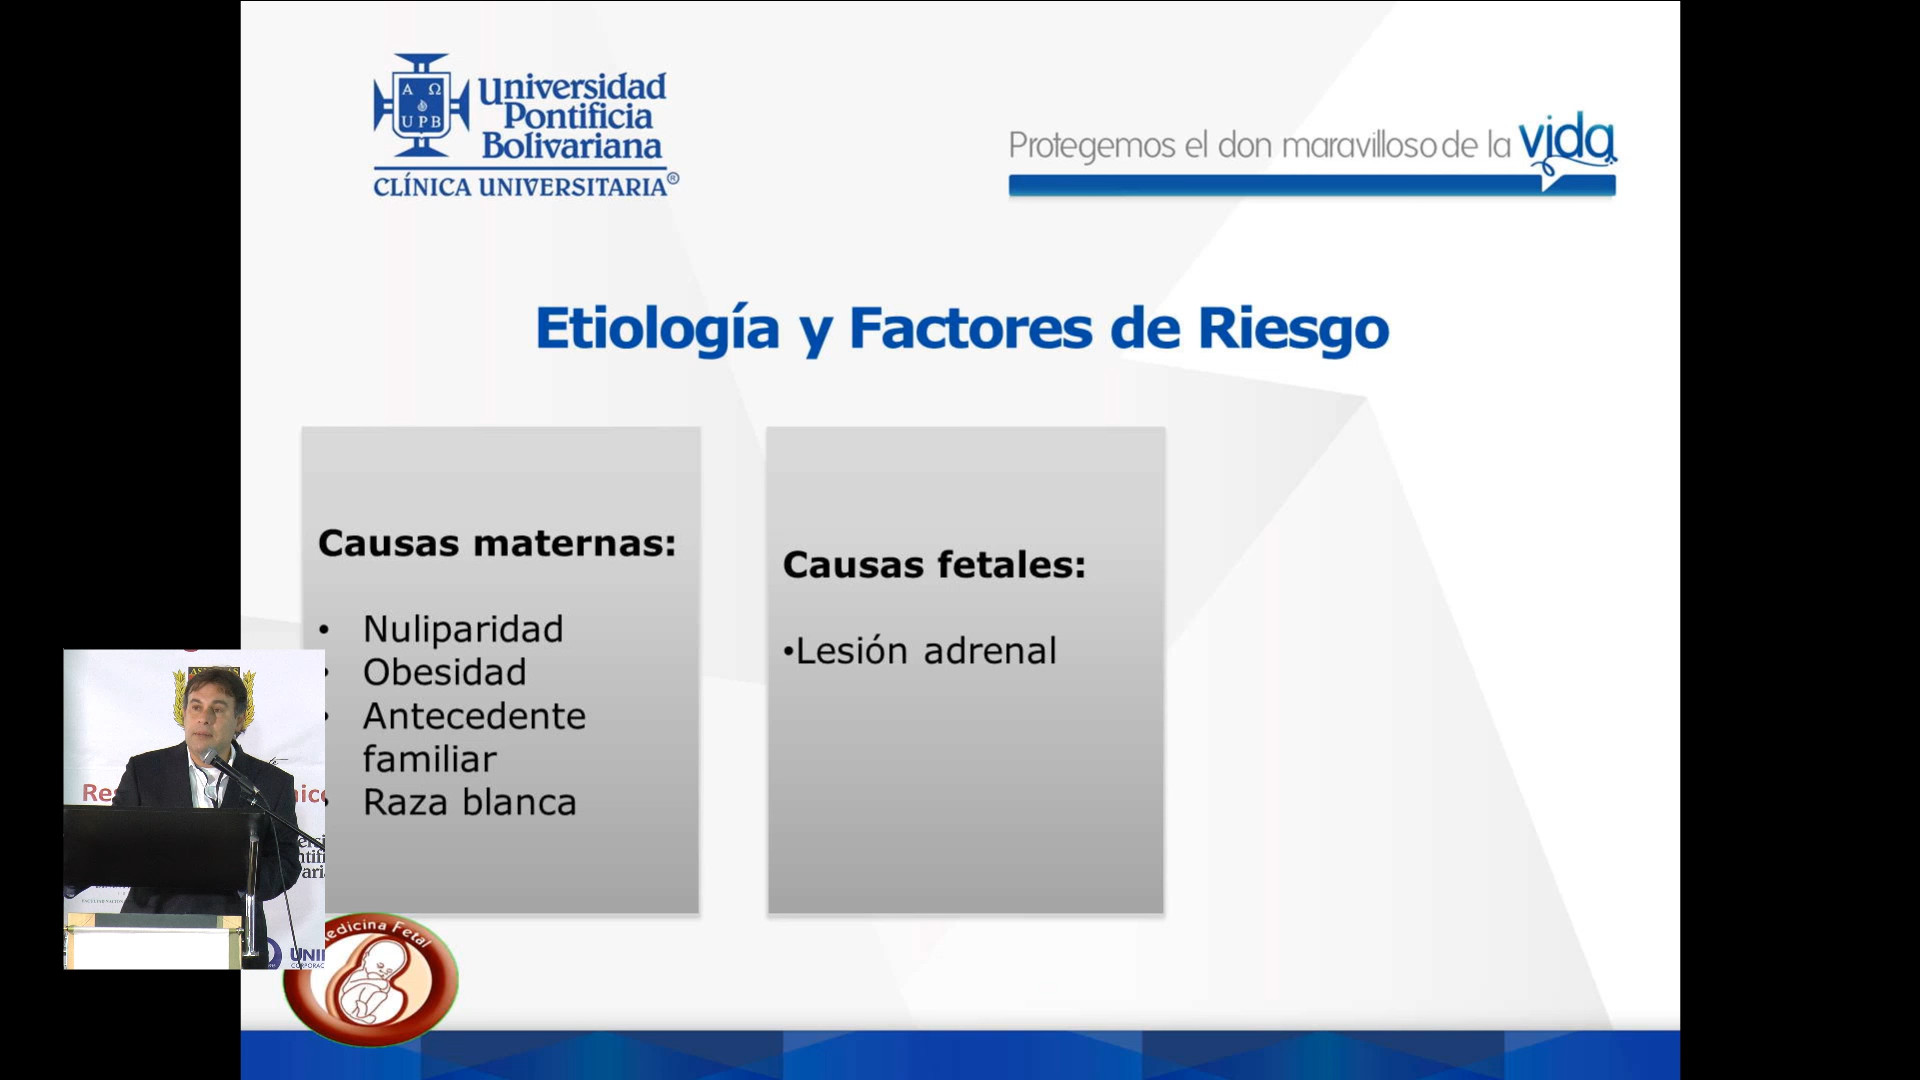 Universidad
Pontificia
Bolivariana
CLÍNICA UNIVERSITARIA®
Α Ω
UPB
Protegemos el don maravilloso de la vida
Etiología y Factores de Riesgo
Causas maternas:
• Nuliparidad
• Obesidad
• Antecedente
familiar
• Raza blanca
Causas fetales:
•Lesión adrenal
Fetal